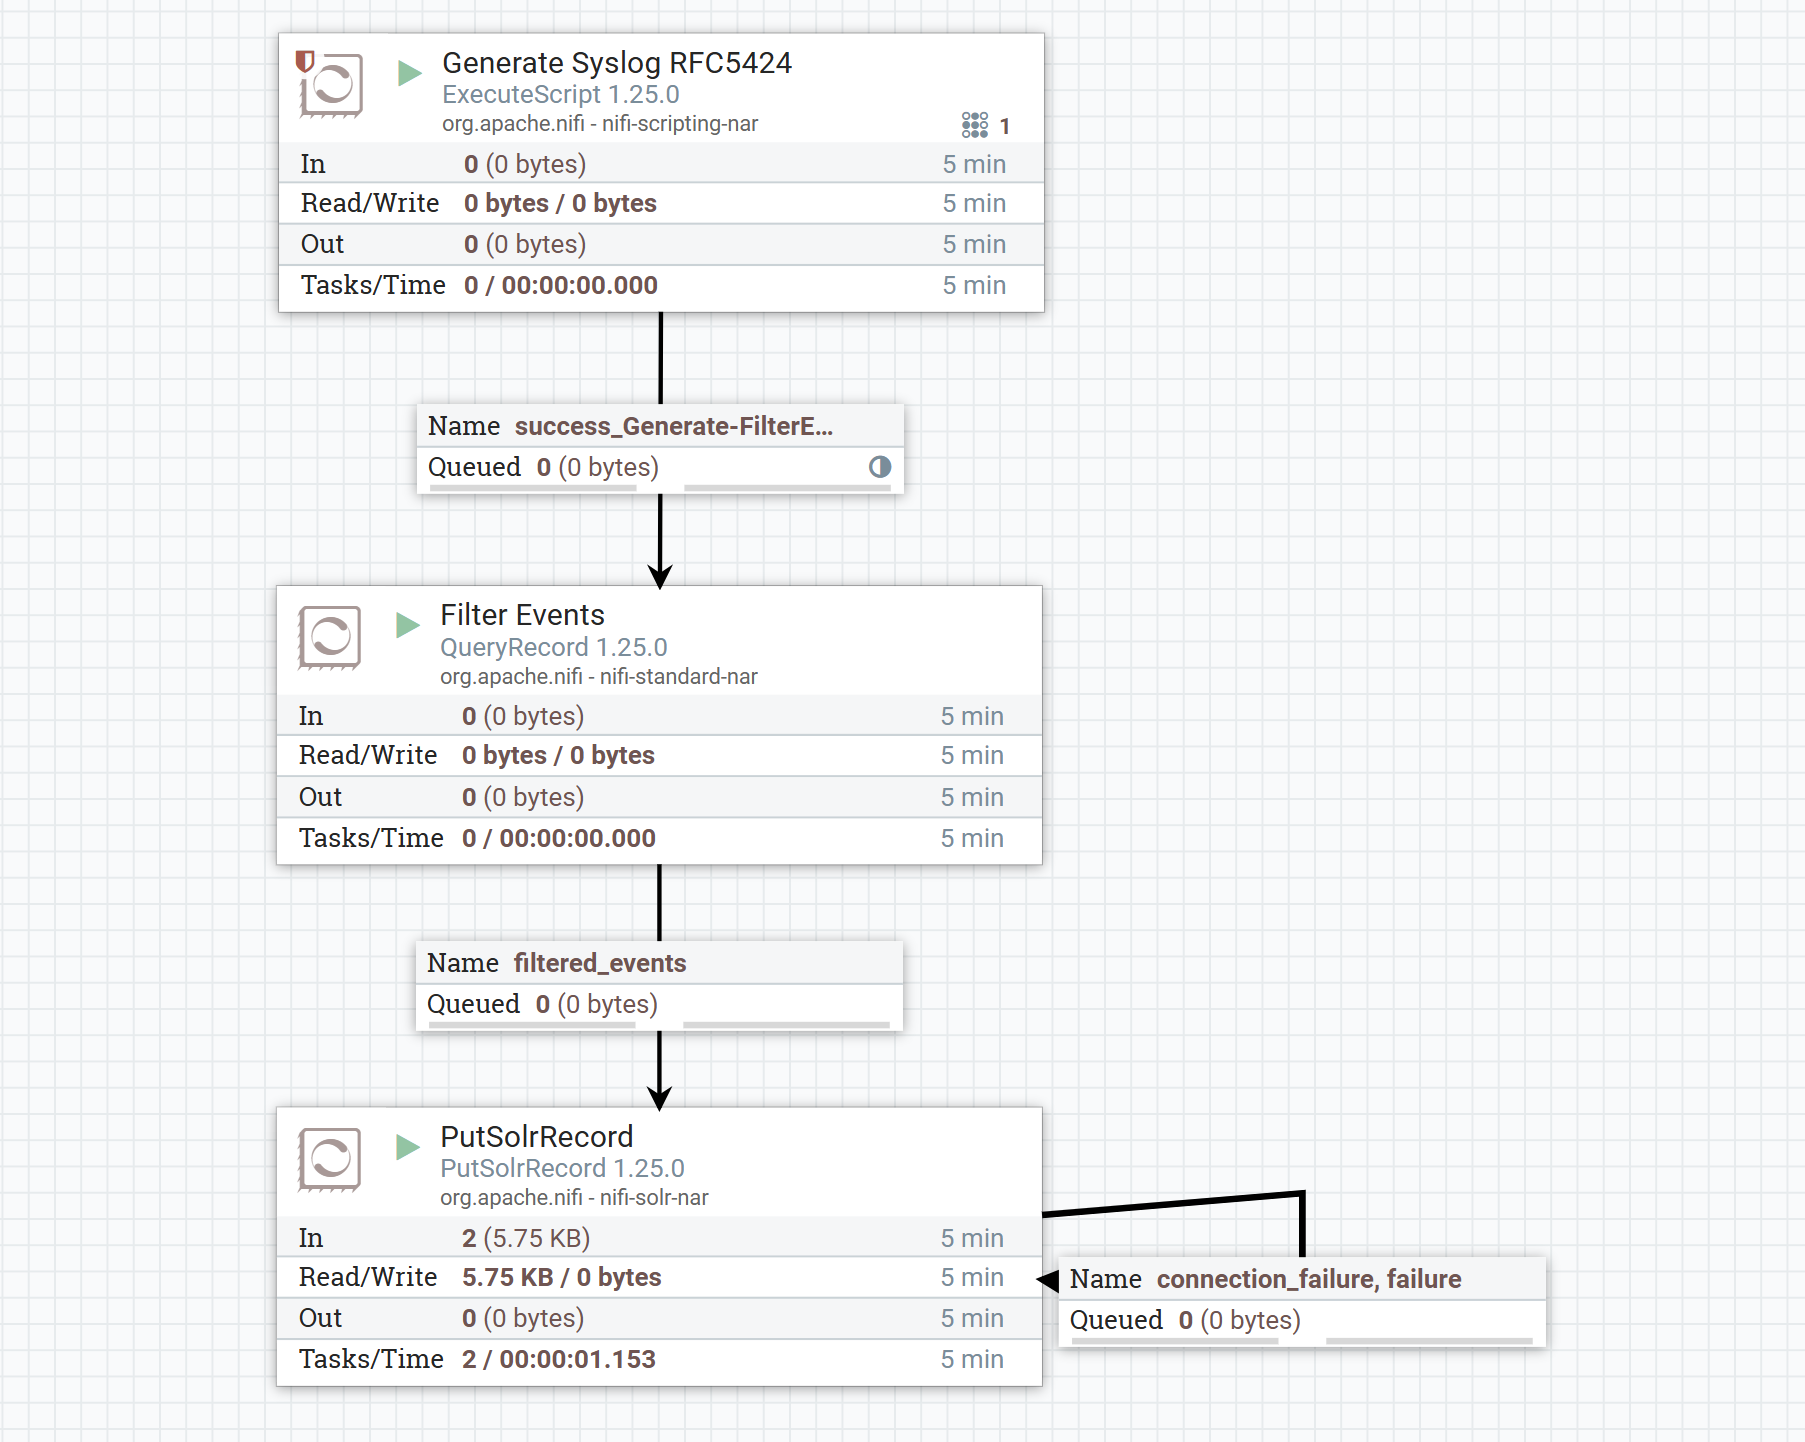 Generate Syslog RFC5424
ExecuteScript 1.25.0
org.apache.nifi - nifi-scripting-nar
1
In 0 (0 bytes) 5 min
Read/Write 0 bytes / 0 bytes 5 min
Out 0 (0 bytes) 5 min
Tasks/Time 0 / 00:00:00.000 5 min
Name success_Generate-FilterE...
Queued 0 (0 bytes)
Filter Events
QueryRecord 1.25.0
org.apache.nifi - nifi-standard-nar
In 0 (0 bytes) 5 min
Read/Write 0 bytes / 0 bytes 5 min
Out 0 (0 bytes) 5 min
Tasks/Time 0 / 00:00:00.000 5 min
Name filtered_events
Queued 0 (0 bytes)
PutSolrRecord
PutSolrRecord 1.25.0
org.apache.nifi - nifi-solr-nar
In 2 (5.75 KB) 5 min
Read/Write 5.75 KB / 0 bytes 5 min
Out 0 (0 bytes) 5 min
Tasks/Time 2 / 00:00:01.153 5 min
Name connection_failure, failure
Queued 0 (0 bytes)